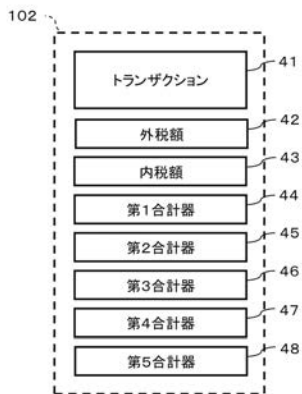 102
トランザクション
41
外税額
42
内税額
43
第1合計器
44
第2合計器
45
第3合計器
46
第4合計器
47
第5合計器
48